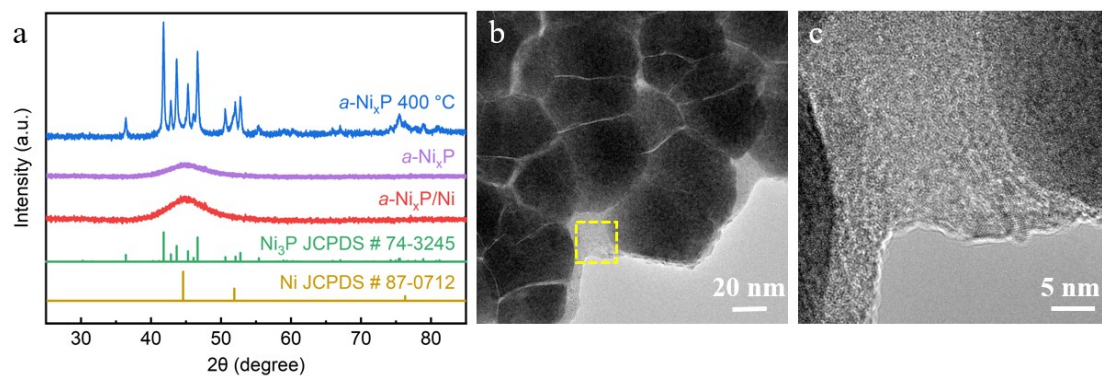 a
Intensity (a.u.)
a-NiₓP 400 °C
a-NiₓP
a-NiₓP/Ni
Ni₃P JCPDS # 74-3245
Ni JCPDS # 87-0712
30 40 50 60 70 80
2θ (degree)
b
20 nm
c
5 nm